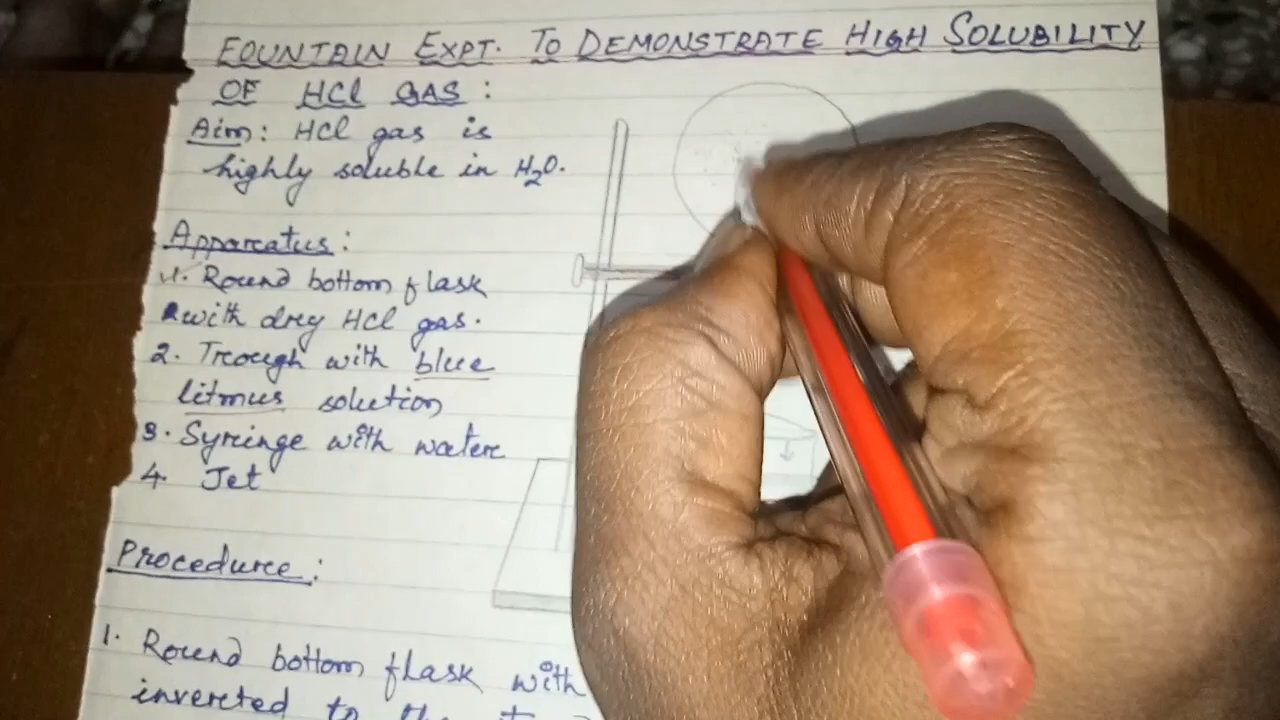 FOUNTAIN EXPT. TO DEMONSTRATE HIGH SOLUBILITY
OF HCl GAS:
Aim: HCl gas is
highly soluble in H₂O.
Apparatus:
1. Round bottom flask
with dry HCl gas.
2. Trough with blue
litmus solution
3. Syringe with water
4. Jet
Procedure:
1. Round bottom flask with
inverted to the